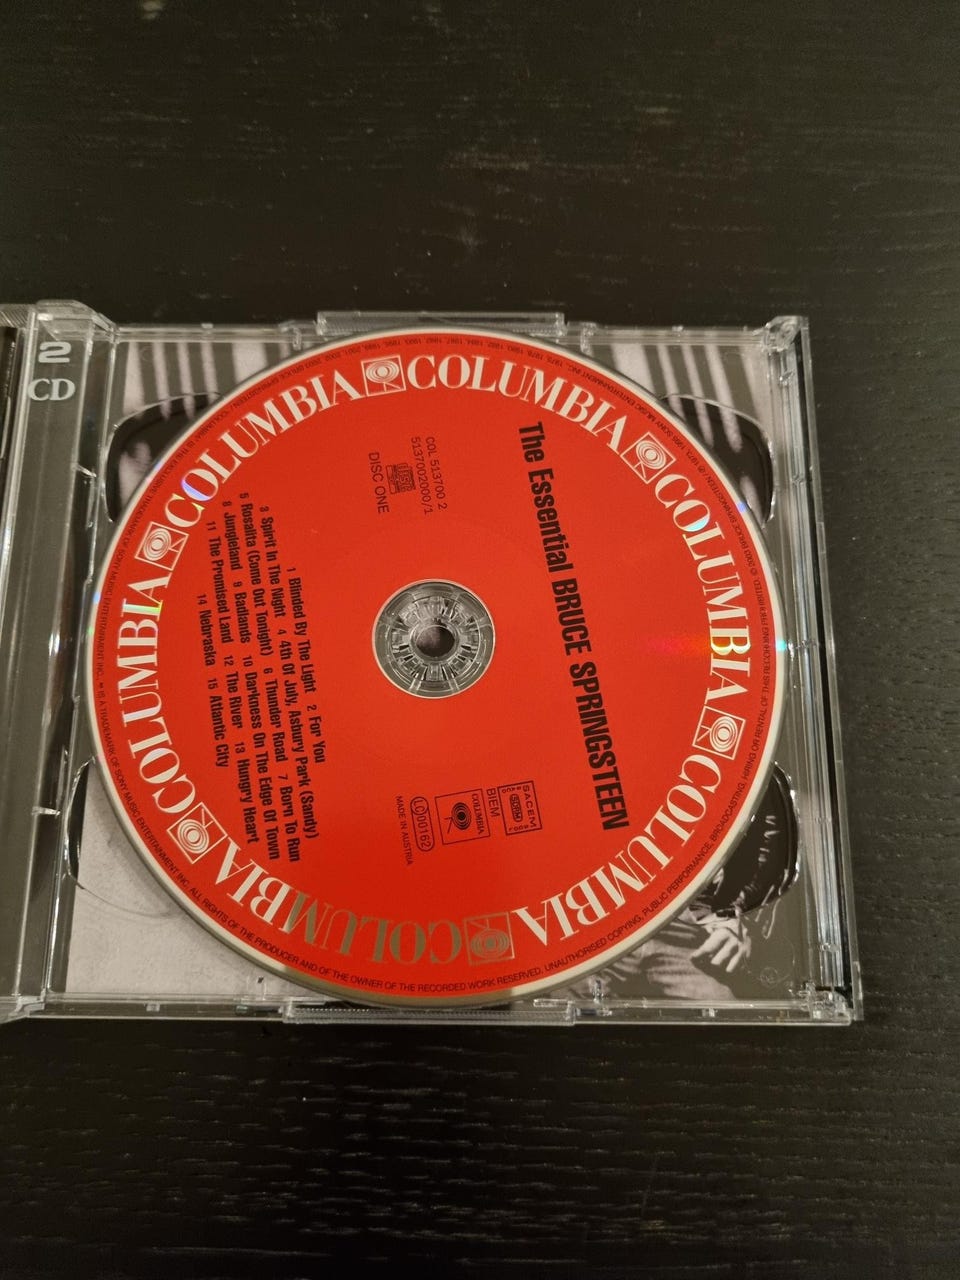 2
CD
COLUMBIA COLUMBIA COLUMBIA COLUMBIA COLUMBIA COLUMBIA COLUMBIA COLUMBIA
The Essential BRUCE SPRINGSTEEN
COL 513700 2
5137002000/1
DISC ONE
SACEM
BIEM
COLUMBIA
LC 00162
MADE IN AUSTRIA
1 Blinded By The Light 2 For You
3 Spirit In The Night 4 4th Of July, Asbury Park (Sandy)
5 Rosalita (Come Out Tonight) 6 Thunder Road 7 Born To Run
8 Jungleland 9 Badlands 10 Darkness On The Edge Of Town
11 The Promised Land 12 The River 13 Hungry Heart
14 Nebraska 15 Atlantic City
ALL RIGHTS OF THE PRODUCER AND OF THE OWNER OF THE RECORDED WORK RESERVED. UNAUTHORISED COPYING, PUBLIC PERFORMANCE, BROADCASTING, HIRING OR RENTAL OF THIS RECORDING PROHIBITED.